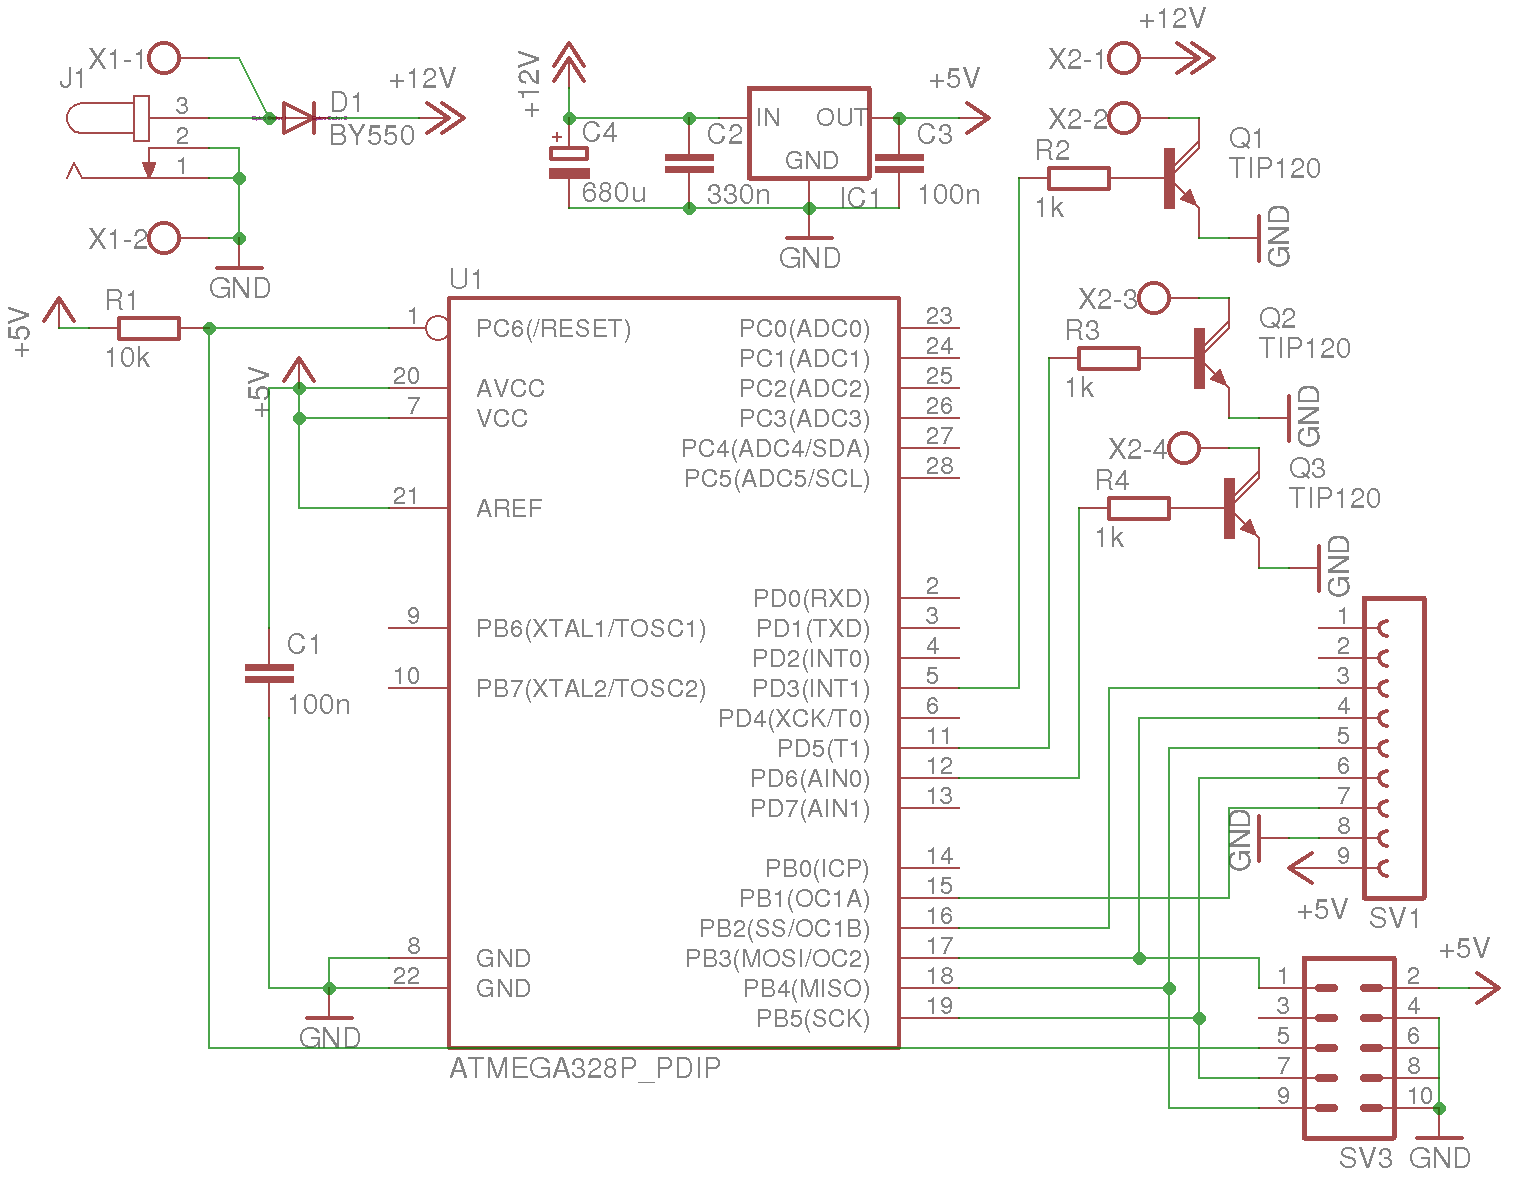 X1-1
J1
3
2
1
X1-2
GND
+12V
D1
BY550
+12V
+
C4
680u
C2
330n
IN
OUT
GND
IC1
+5V
C3
100n
GND
+12V
X2-1
X2-2
Q1
TIP120
R2
1k
GND
X2-3
Q2
TIP120
R3
1k
GND
X2-4
Q3
TIP120
R4
1k
GND
+5V
R1
10k
+5V
C1
100n
GND
U1
1 PC6(/RESET)
20 AVCC
7 VCC
21 AREF
9 PB6(XTAL1/TOSC1)
10 PB7(XTAL2/TOSC2)
8 GND
22 GND
PC0(ADC0) 23
PC1(ADC1) 24
PC2(ADC2) 25
PC3(ADC3) 26
PC4(ADC4/SDA) 27
PC5(ADC5/SCL) 28
PD0(RXD) 2
PD1(TXD) 3
PD2(INT0) 4
PD3(INT1) 5
PD4(XCK/T0) 6
PD5(T1) 11
PD6(AIN0) 12
PD7(AIN1) 13
PB0(ICP) 14
PB1(OC1A) 15
PB2(SS/OC1B) 16
PB3(MOSI/OC2) 17
PB4(MISO) 18
PB5(SCK) 19
ATMEGA328P_PDIP
1
2
3
4
5
6
7
8
9
GND
+5V
SV1
+5V
1 2
3 4
5 6
7 8
9 10
SV3
GND